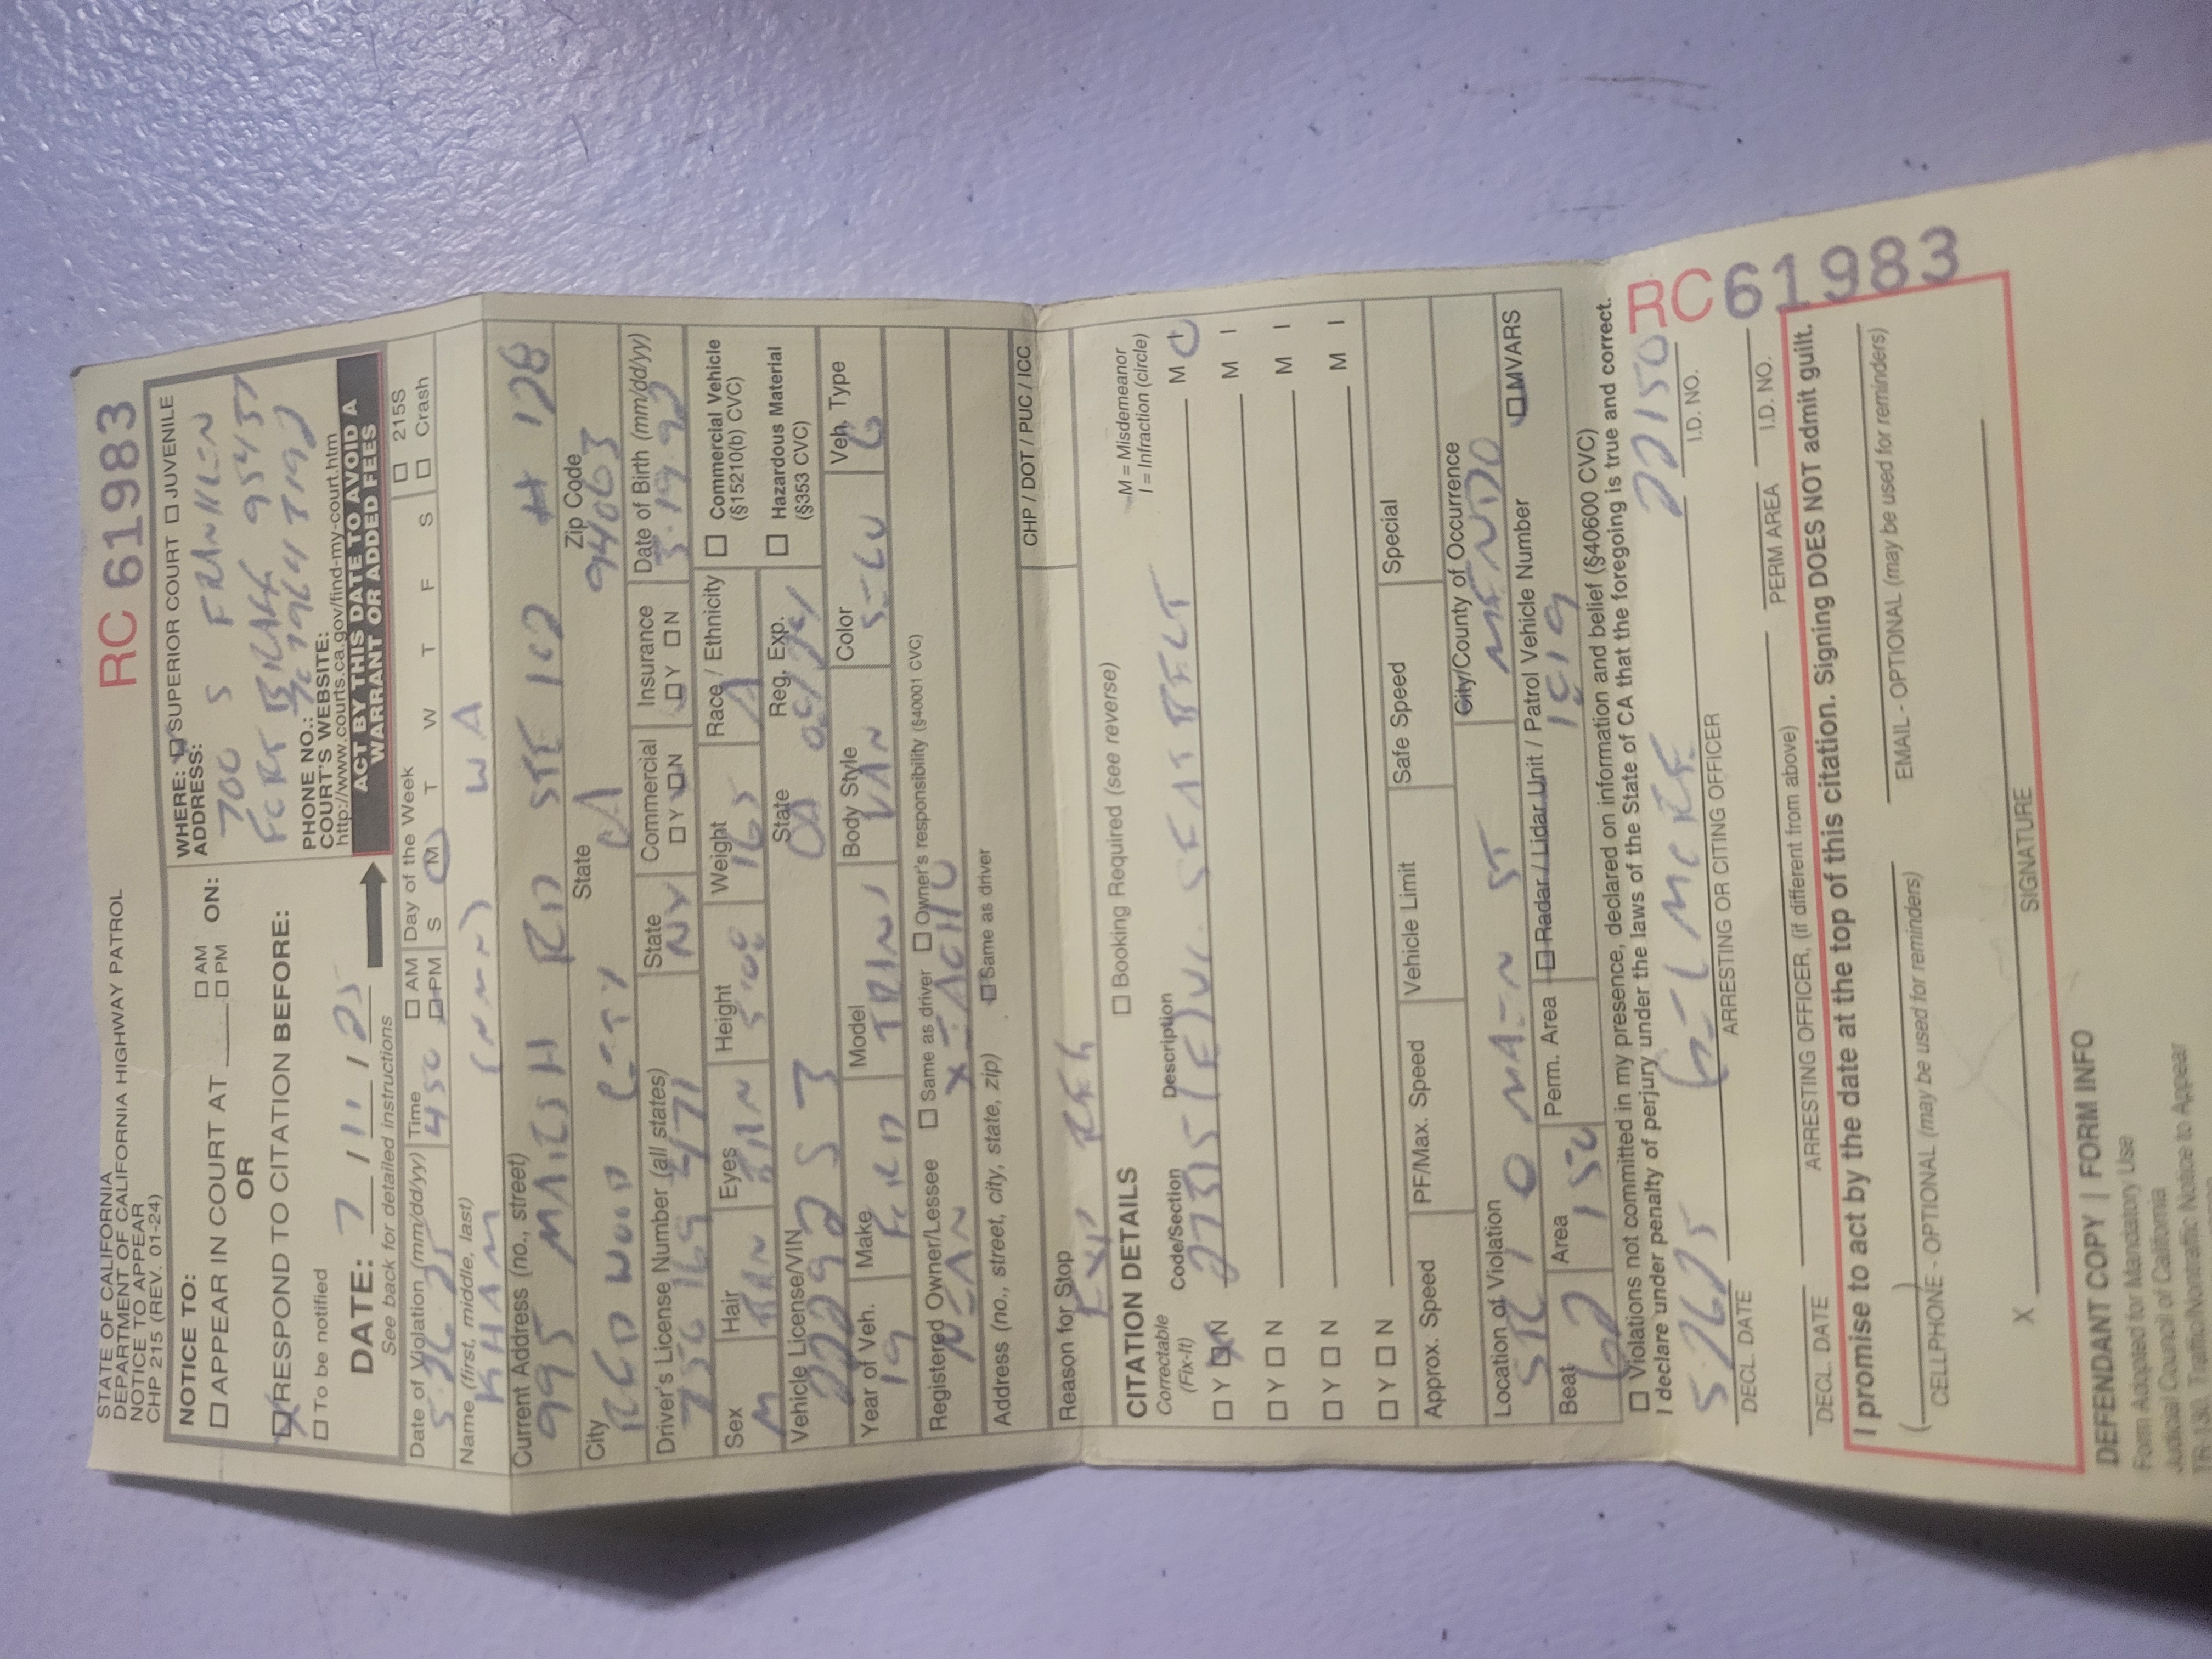 STATE OF CALIFORNIA
DEPARTMENT OF CALIFORNIA HIGHWAY PATROL
NOTICE TO APPEAR
CHP 215 (REV. 01-24)
RC 61983
NOTICE TO:
☐ APPEAR IN COURT AT ____ ☐ AM ☐ PM ON:
OR
☒ RESPOND TO CITATION BEFORE:
☐ To be notified
DATE: 7 / 11 / 25
See back for detailed instructions
WHERE: ☒ SUPERIOR COURT ☐ JUVENILE
ADDRESS:
700 S FRANKLIN
FORT BRAGG 95437
PHONE NO.: 707 964 3192
COURT'S WEBSITE:
http://www.courts.ca.gov/find-my-court.htm
ACT BY THIS DATE TO AVOID A
WARRANT OR ADDED FEES
Date of Violation (mm/dd/yy) Time ☐ AM ☐ PM Day of the Week ☐ 215S
5-26-25 450 S M T W T F S ☐ Crash
Name (first, middle, last)
KHAM (NMN) WA
Current Address (no., street)
995 MARSH RD STE 102 # 128
City State Zip Code
REDWOOD CITY CA 94063
Driver's License Number (all states) State Commercial Insurance Date of Birth (mm/dd/yy)
750 169 471 NY ☐ Y ☐ N ☐ Y ☐ N 3-19-92
Sex Hair Eyes Height Weight Race / Ethnicity
M BRN BRN 165 A
☐ Commercial Vehicle
(§15210(b) CVC)
☐ Hazardous Material
(§353 CVC)
Vehicle License/VIN State Reg. Exp.
22292S3 CA
Year of Veh. Make Model Body Style Color Veh. Type
19 FORD VAN SILV G
Registered Owner/Lessee ☐ Same as driver ☐ Owner's responsibility (§40001 CVC)
NIAN
Address (no., street, city, state, zip) ☐ Same as driver
CHP / DOT / PUC / ICC
Reason for Stop
EXP REG
CITATION DETAILS ☐ Booking Required (see reverse)
M = Misdemeanor
I = Infraction (circle)
Correctable
(Fix-It) Code/Section Description
☐ Y ☒ N 27315(E) VC SEATBELT M I
☐ Y ☐ N M I
☐ Y ☐ N M I
☐ Y ☐ N M I
Approx. Speed PF/Max. Speed Vehicle Limit Safe Speed Special
Location of Violation City/County of Occurrence
SR 1 @ MAIN ST MENDO
Beat Area Perm. Area ☐ Radar / Lidar Unit / Patrol Vehicle Number ☐ MVARS
62 150
☐ Violations not committed in my presence, declared on information and belief (§40600 CVC)
I declare under penalty of perjury under the laws of the State of CA that the foregoing is true and correct.
5-26-25 GILMORE 22150
DECL. DATE ARRESTING OR CITING OFFICER I.D. NO.
DECL. DATE ARRESTING OFFICER, (if different from above) PERM AREA I.D. NO.
RC61983
I promise to act by the date at the top of this citation. Signing DOES NOT admit guilt.
( )
CELLPHONE - OPTIONAL (may be used for reminders) EMAIL - OPTIONAL (may be used for reminders)
X
SIGNATURE
DEFENDANT COPY | FORM INFO
Form Adopted for Mandatory Use
Judicial Council of California
TR-130, Traffic/Nontraffic Notice to Appear